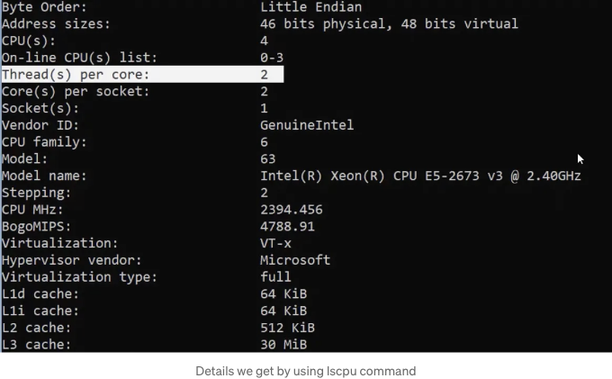 Byte Order: Little Endian
Address sizes: 46 bits physical, 48 bits virtual
CPU(s): 4
On-line CPU(s) list: 0-3
Thread(s) per core: 2
Core(s) per socket: 2
Socket(s): 1
Vendor ID: GenuineIntel
CPU family: 6
Model: 63
Model name: Intel(R) Xeon(R) CPU E5-2673 v3 @ 2.40GHz
Stepping: 2
CPU MHz: 2394.456
BogoMIPS: 4788.91
Virtualization: VT-x
Hypervisor vendor: Microsoft
Virtualization type: full
L1d cache: 64 KiB
L1i cache: 64 KiB
L2 cache: 512 KiB
L3 cache: 30 MiB
Details we get by using lscpu command